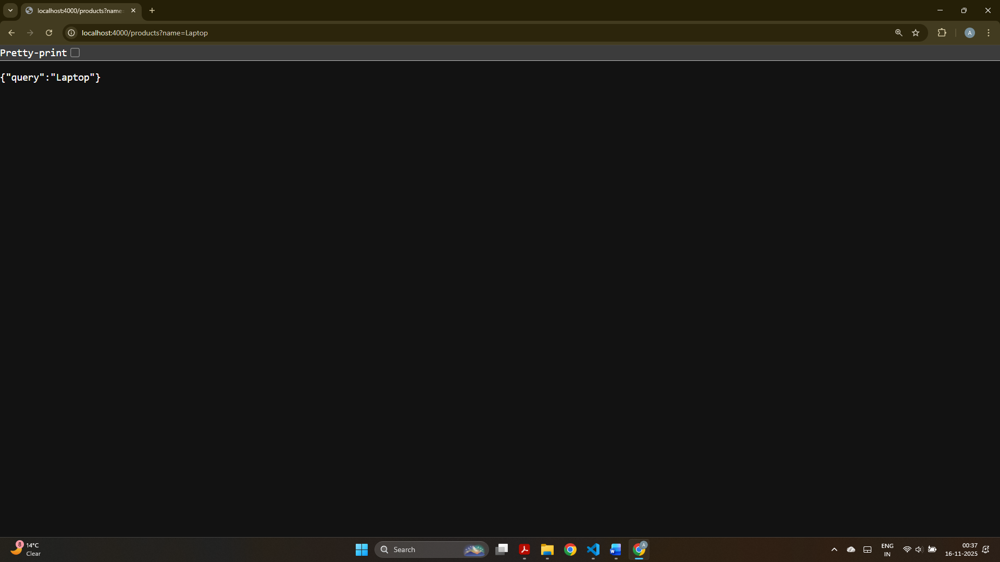 localhost:4000/products?name=
localhost:4000/products?name=Laptop
A
Pretty-print
{"query":"Laptop"}
8
14°C
Clear
Search
W
A
ENG
IN
00:37
16-11-2025